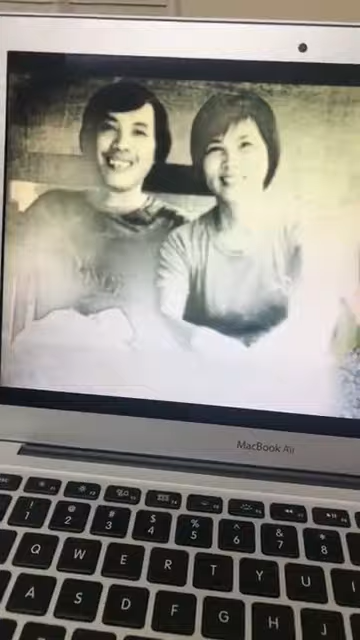 MacBook Air
! @ # $ % ^ & *
1 2 3 4 5 6 7 8
Q W E R T Y U I
A S D F G H J